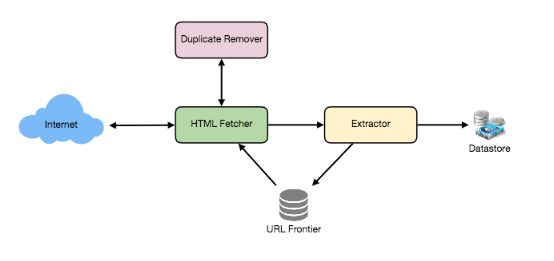 Duplicate Remover
Internet
HTML Fetcher
Extractor
Datastore
URL Frontier